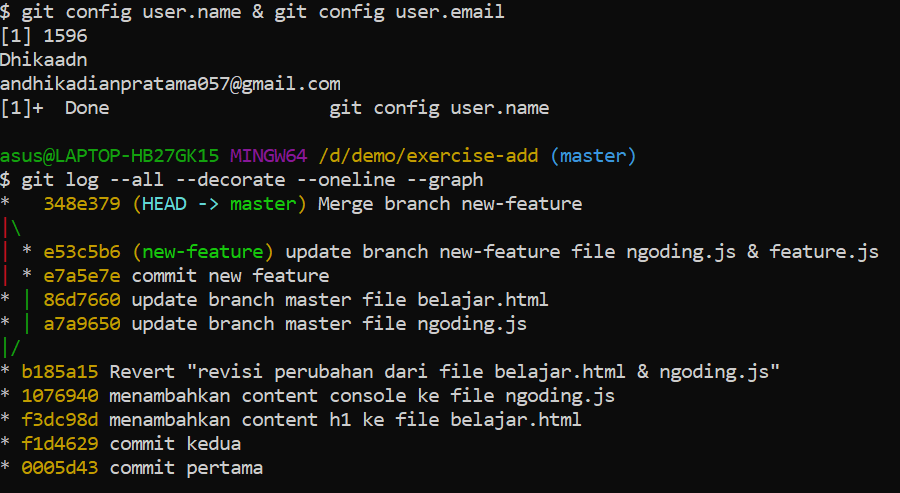 $ git config user.name & git config user.email
[1] 1596
Dhikaadn
andhikadianpratama057@gmail.com
[1]+  Done                    git config user.name
asus@LAPTOP-HB27GK15 MINGW64 /d/demo/exercise-add (master)
$ git log --all --decorate --oneline --graph
*   348e379 (HEAD -> master) Merge branch new-feature
|\
| * e53c5b6 (new-feature) update branch new-feature file ngoding.js & feature.js
| * e7a5e7e commit new feature
* | 86d7660 update branch master file belajar.html
* | a7a9650 update branch master file ngoding.js
|/
* b185a15 Revert "revisi perubahan dari file belajar.html & ngoding.js"
* 1076940 menambahkan content console ke file ngoding.js
* f3dc98d menambahkan content h1 ke file belajar.html
* f1d4629 commit kedua
* 0005d43 commit pertama